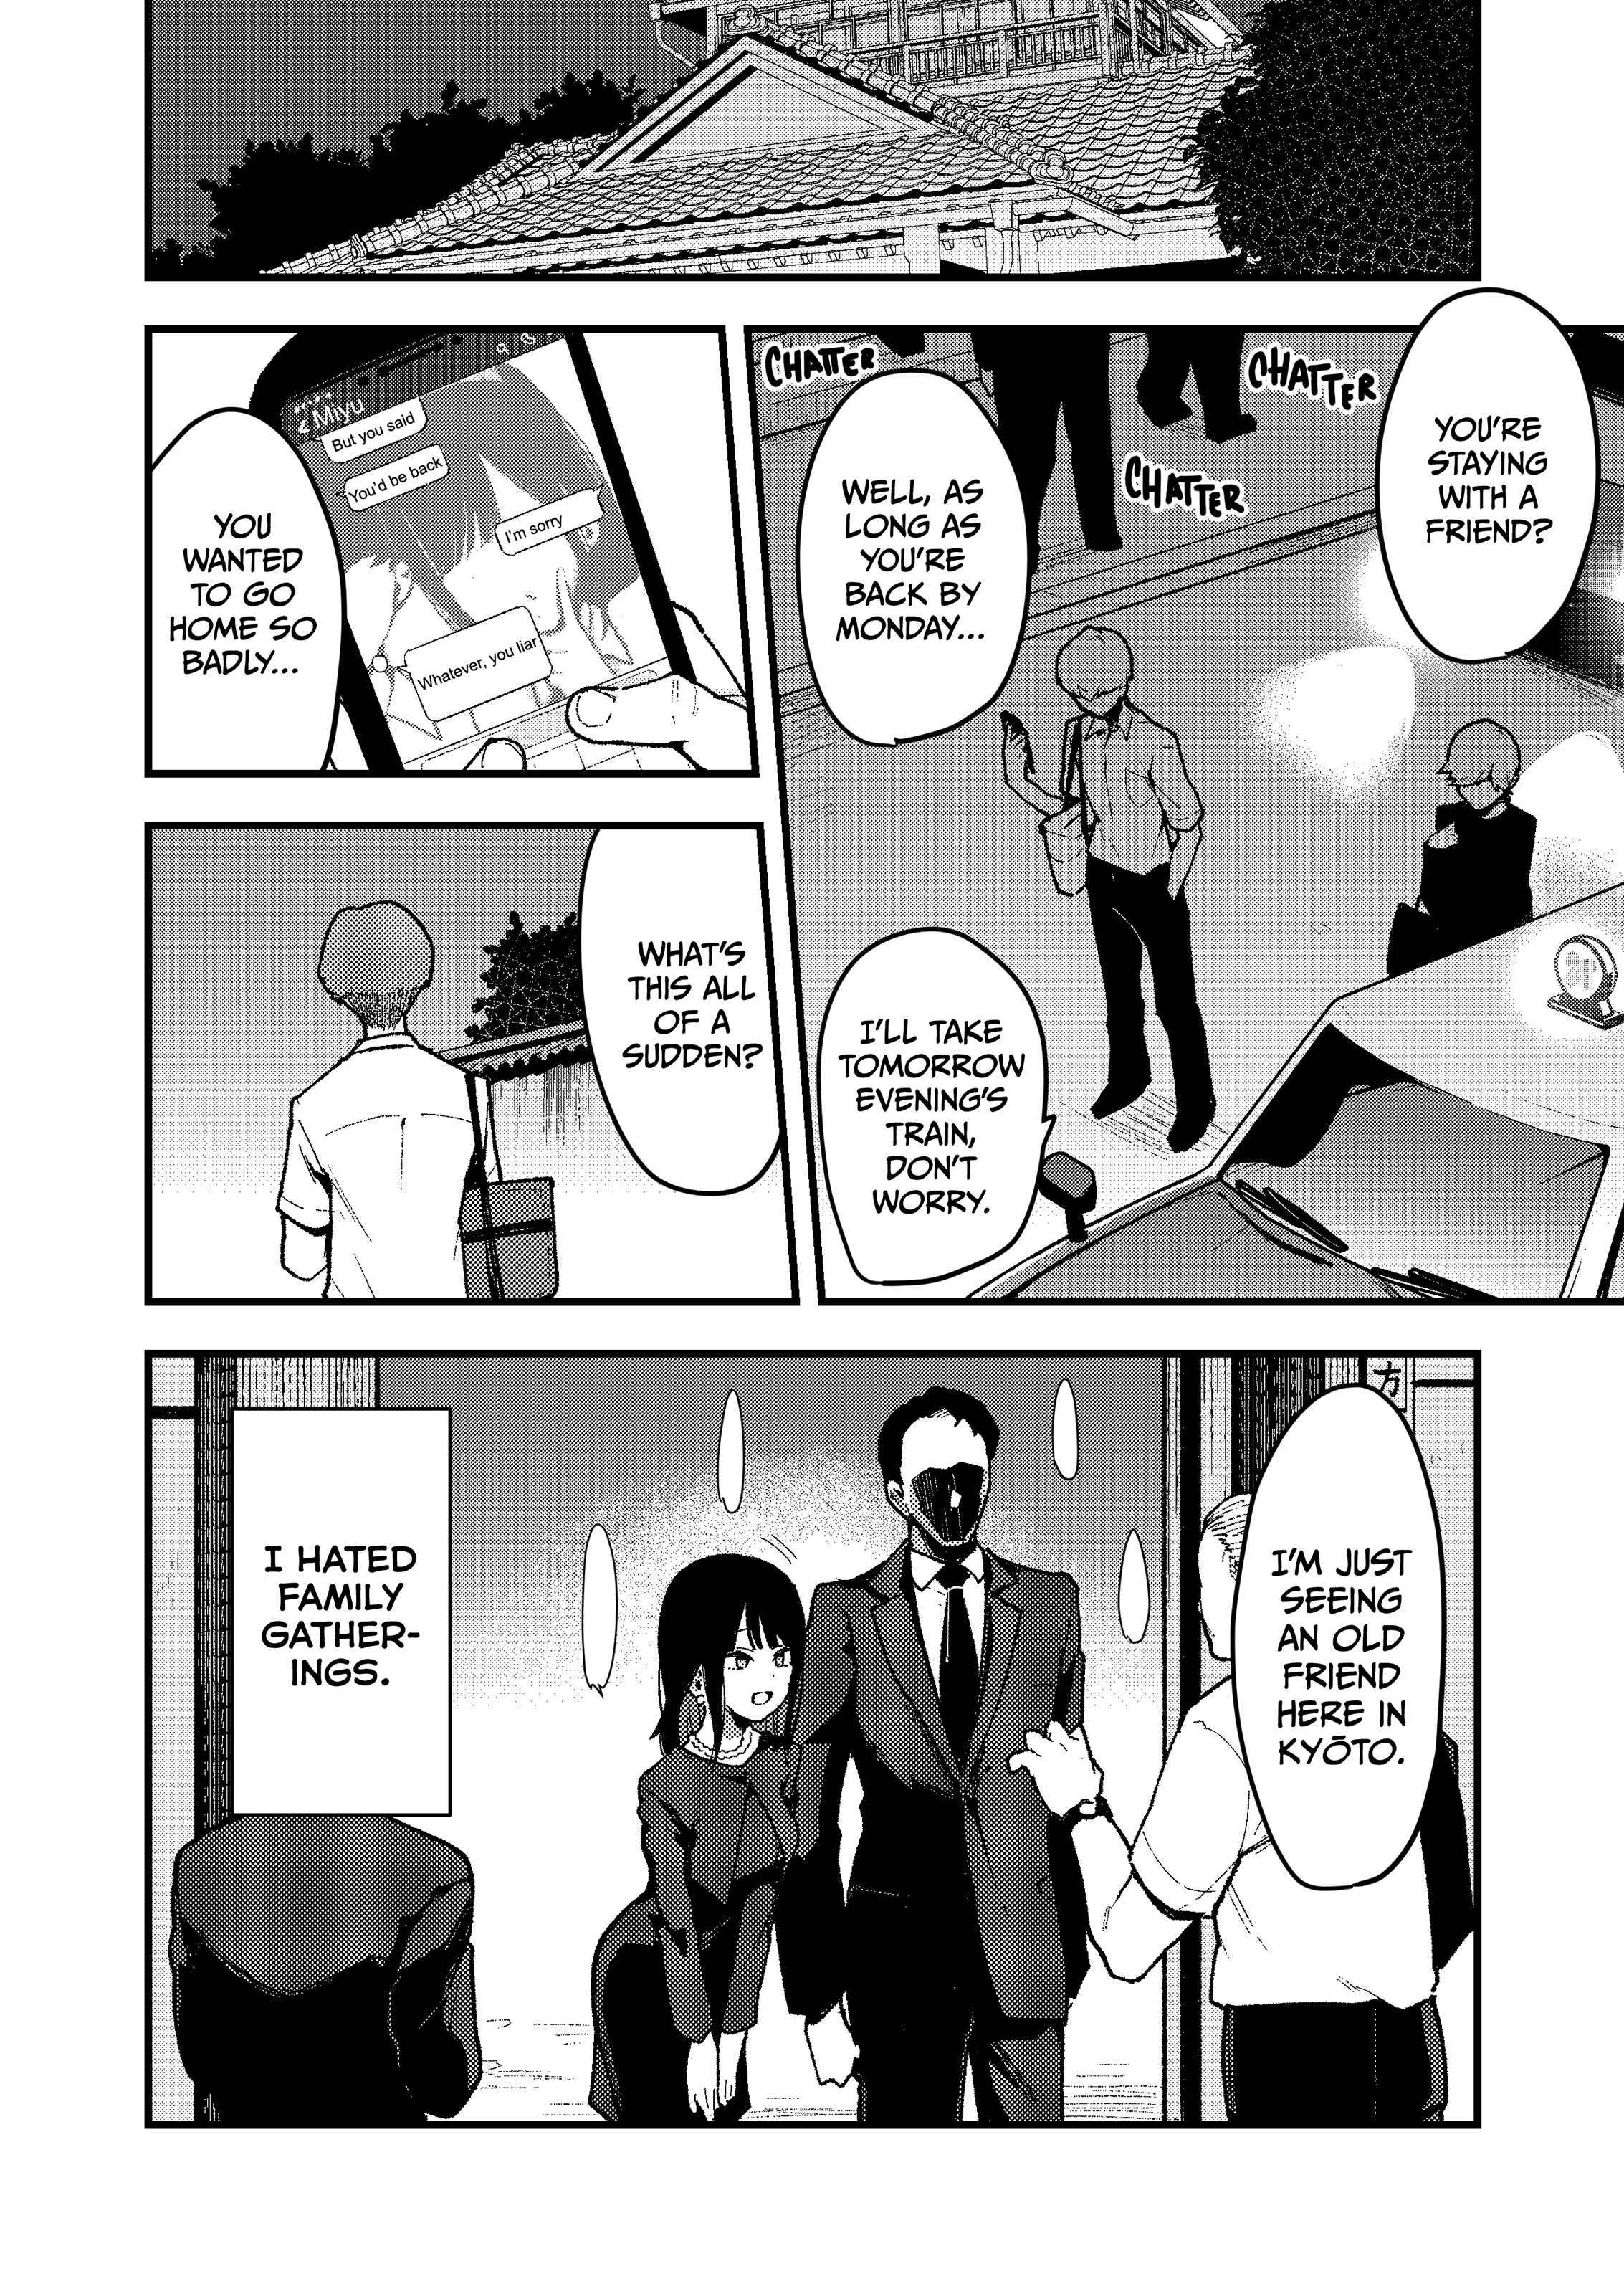 YOU'RE
STAYING
WITH A
FRIEND?
CHATTER
CHATTER
CHATTER
WELL, AS
LONG AS
YOU'RE
BACK BY
MONDAY...
I'LL TAKE
TOMORROW
EVENING'S
TRAIN,
DON'T
WORRY.
Miyu
But you said
You'd be back
I'm sorry
Whatever, you liar
YOU
WANTED
TO GO
HOME SO
BADLY...
WHAT'S
THIS ALL
OF A
SUDDEN?
方
I'M JUST
SEEING
AN OLD
FRIEND
HERE IN
KYŌTO.
I HATED
FAMILY
GATHER-
INGS.